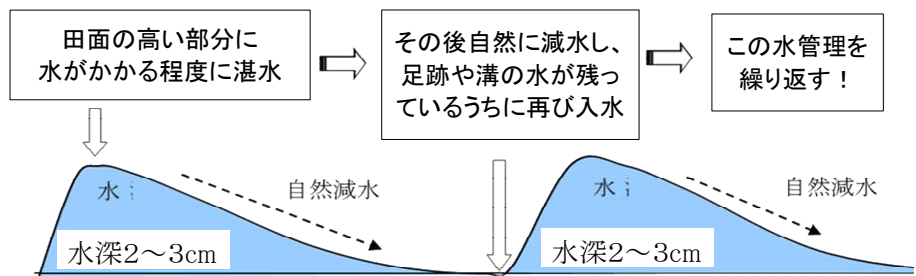 田面の高い部分に
水がかかる程度に湛水
その後自然に減水し、
足跡や溝の水が残っ
ているうちに再び入水
この水管理を
繰り返す！
水
自然減水
水深2～3cm
水
自然減水
水深2～3cm